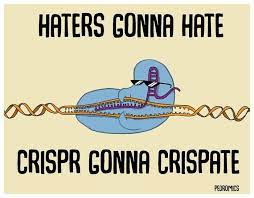 HATERS GONNA HATE
CRISPR GONNA CRISPATE
PEDROMICS